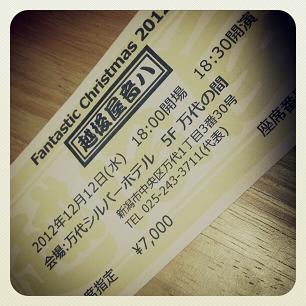 Fantastic Christmas 2012
越後屋寄八
2012年12月12日(水) 18:00開場 18:30開演
会場:万代シルバーホテル 5F 万代の間
新潟市中央区万代1丁目3番30号
TEL 025-243-3711(代表)
¥7,000
席指定
座席番